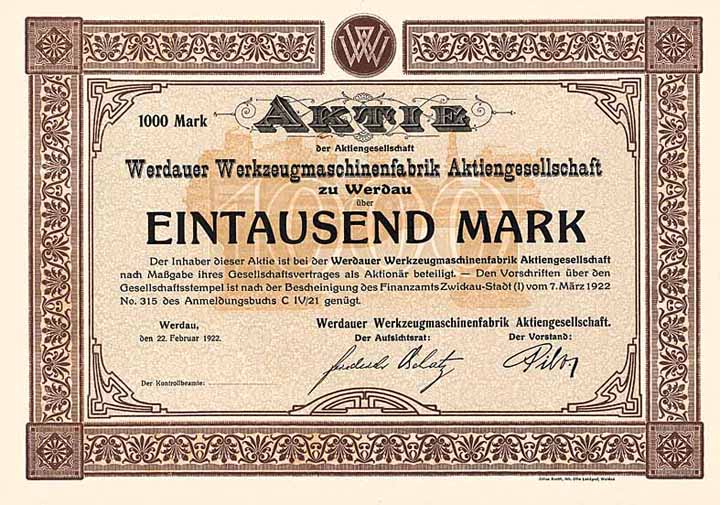 WW
1000 Mark
AKTIE
der Aktiengesellschaft
Werdauer Werkzeugmaschinenfabrik Aktiengesellschaft
zu Werdau
über
1000
EINTAUSEND MARK
Der Inhaber dieser Aktie ist bei der Werdauer Werkzeugmaschinenfabrik Aktiengesellschaft
nach Maßgabe ihres Gesellschaftsvertrages als Aktionär beteiligt. — Den Vorschriften über den
Gesellschaftsstempel ist nach der Bescheinigung des Finanzamts Zwickau-Stadt (I) vom 7. März 1922
No. 315 des Anmeldungsbuchs C IV/21 genügt.
Werdau,
den 22. Februar 1922.
Werdauer Werkzeugmaschinenfabrik Aktiengesellschaft.
Der Aufsichtsrat: Der Vorstand:
Der Kontrollbeamte: